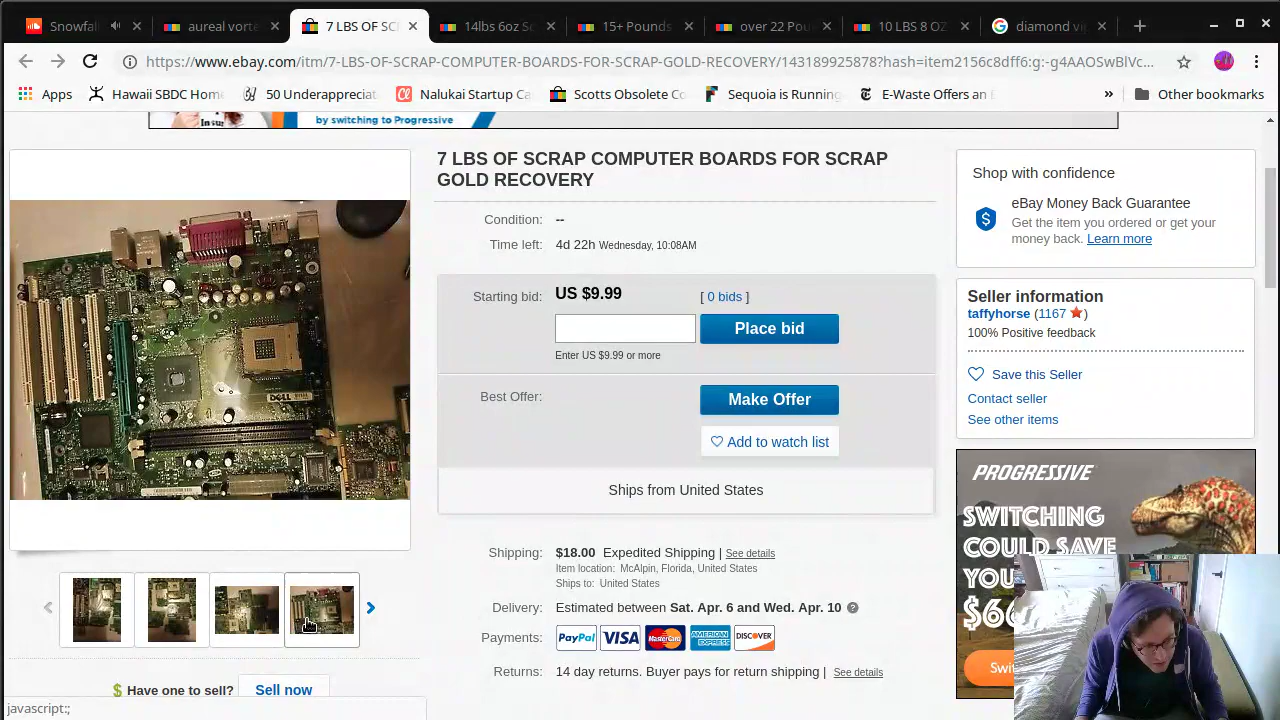 Snowfal
aureal vorte
7 LBS OF SCR
14lbs 6oz Sc
15+ Pounds
over 22 Pou
10 LBS 8 OZ
diamond vi
https://www.ebay.com/itm/7-LBS-OF-SCRAP-COMPUTER-BOARDS-FOR-SCRAP-GOLD-RECOVERY/143189925878?hash=item2156c8dff6:g:-g4AAOSwBlVc...
Apps
Hawaii SBDC Hom
50 Underappreciat
Nalukai Startup Ca
Scotts Obsolete Co
Sequoia is Running
E-Waste Offers an E
»
Other bookmarks
Insur
by switching to Progressive
7 LBS OF SCRAP COMPUTER BOARDS FOR SCRAP
GOLD RECOVERY
Condition: --
Time left: 4d 22h Wednesday, 10:08AM
Starting bid: US $9.99 [ 0 bids ]
Place bid
Enter US $9.99 or more
Best Offer: Make Offer
Add to watch list
Ships from United States
Shipping: $18.00 Expedited Shipping | See details
Item location: McAlpin, Florida, United States
Ships to: United States
Delivery: Estimated between Sat. Apr. 6 and Wed. Apr. 10 ?
Payments: PayPal VISA MasterCard AMERICAN EXPRESS DISCOVER
Returns: 14 day returns. Buyer pays for return shipping | See details
DELL
Have one to sell? Sell now
javascript:;
Shop with confidence
eBay Money Back Guarantee
Get the item you ordered or get your
money back. Learn more
Seller information
taffyhorse (1167 )
100% Positive feedback
Save this Seller
Contact seller
See other items
PROGRESSIVE
SWITCHING
COULD SAVE
YOU
$66
Swi